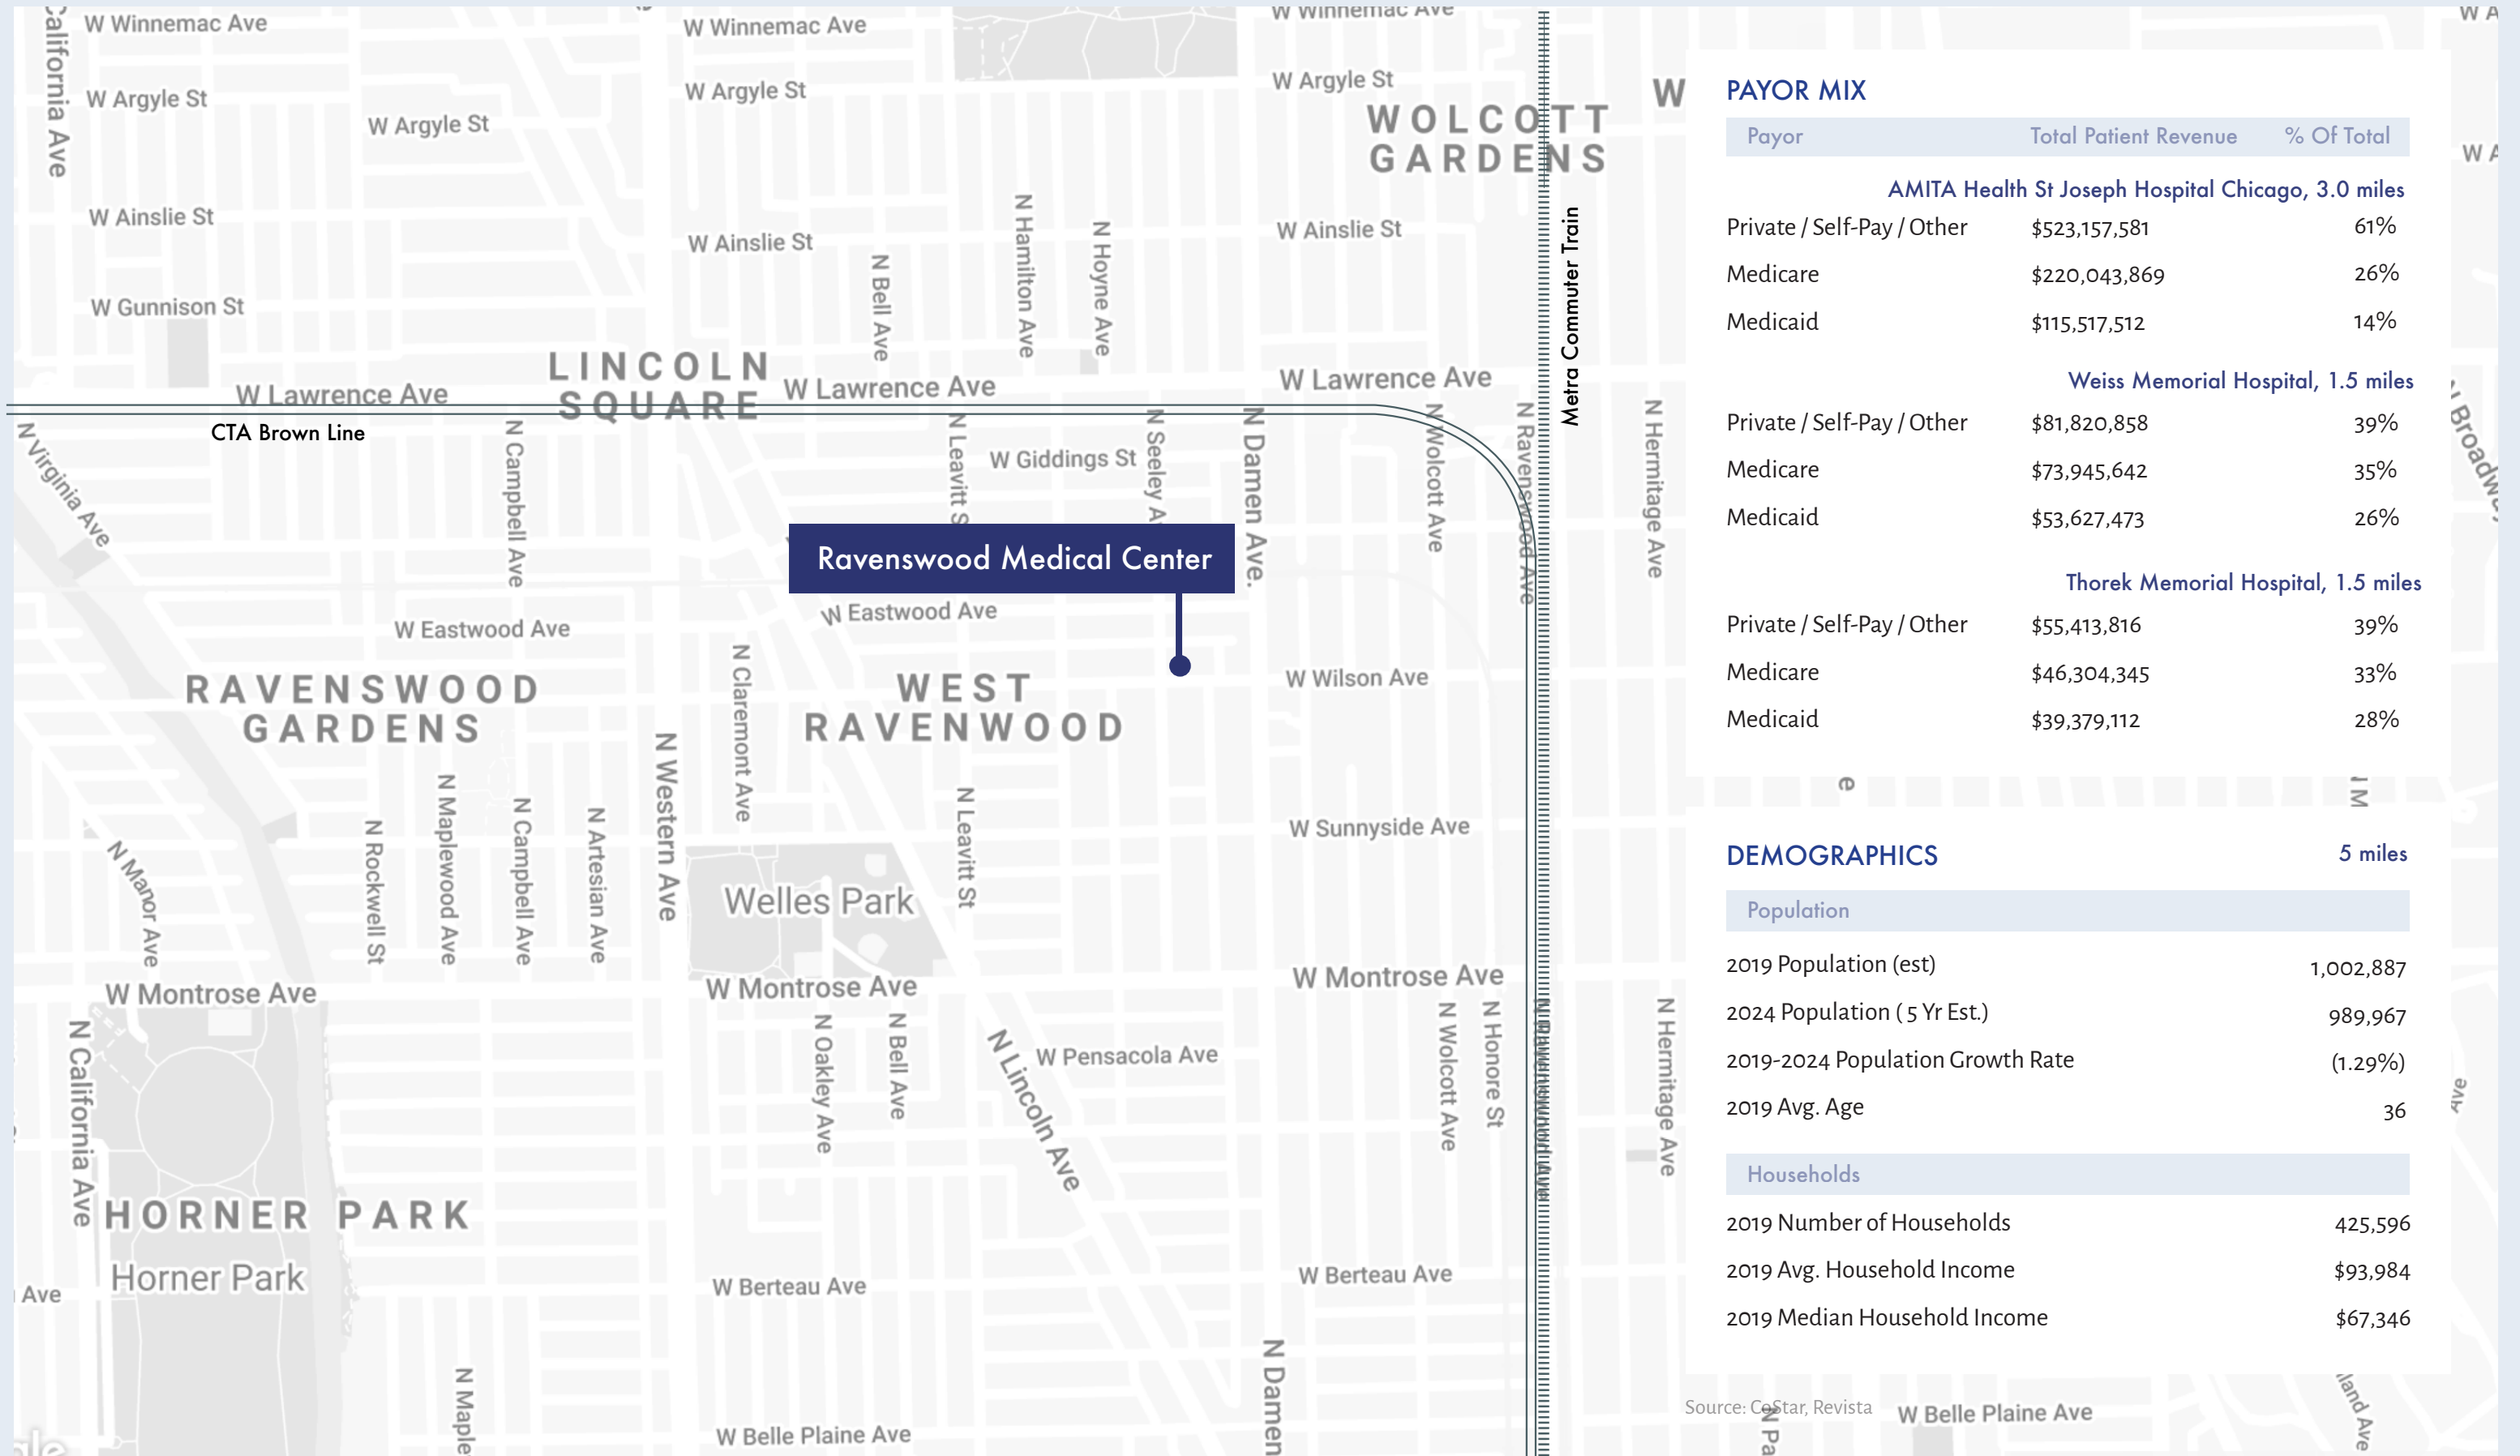 W Winnemac Ave
W Winnemac Ave
W Winnemac Ave
California Ave
W Argyle St
W Argyle St
W Argyle St
W Argyle St
WOLCOTT
GARDENS
W
W Ainslie St
W Ainslie St
W Ainslie St
N Bell Ave
N Hamilton Ave
N Hoyne Ave
Metra Commuter Train
W Gunnison St
LINCOLN
SQUARE
W Lawrence Ave
W Lawrence Ave
W Lawrence Ave
CTA Brown Line
N Virginia Ave
N Campbell Ave
N Leavitt S
W Giddings St
N Seeley A
N Damen Ave.
N Wolcott Ave
N Ravenswood Ave
N Hermitage Ave
N Broadw
Ravenswood Medical Center
W Eastwood Ave
W Eastwood Ave
RAVENSWOOD
GARDENS
N Claremont Ave
WEST
RAVENWOOD
W Wilson Ave
N Western Ave
N Manor Ave
N Rockwell St
N Maplewood Ave
N Campbell Ave
N Artesian Ave
Welles Park
N Leavitt St
W Sunnyside Ave
W Montrose Ave
W Montrose Ave
W Montrose Ave
N California Ave
N Oakley Ave
N Bell Ave
N Lincoln Ave
W Pensacola Ave
N Wolcott Ave
N Honore St
N Ravenswood Ave
N Hermitage Ave
HORNER PARK
Horner Park
Ave
W Berteau Ave
W Berteau Ave
N Maple
N Damen
W Belle Plaine Ave
PAYOR MIX
Payor Total Patient Revenue % Of Total
AMITA Health St Joseph Hospital Chicago, 3.0 miles
Private / Self-Pay / Other $523,157,581 61%
Medicare $220,043,869 26%
Medicaid $115,517,512 14%
Weiss Memorial Hospital, 1.5 miles
Private / Self-Pay / Other $81,820,858 39%
Medicare $73,945,642 35%
Medicaid $53,627,473 26%
Thorek Memorial Hospital, 1.5 miles
Private / Self-Pay / Other $55,413,816 39%
Medicare $46,304,345 33%
Medicaid $39,379,112 28%
DEMOGRAPHICS 5 miles
Population
2019 Population (est) 1,002,887
2024 Population ( 5 Yr Est.) 989,967
2019-2024 Population Growth Rate (1.29%)
2019 Avg. Age 36
Households
2019 Number of Households 425,596
2019 Avg. Household Income $93,984
2019 Median Household Income $67,346
Source: CoStar, Revista
W Belle Plaine Ave
N Pa
land Ave